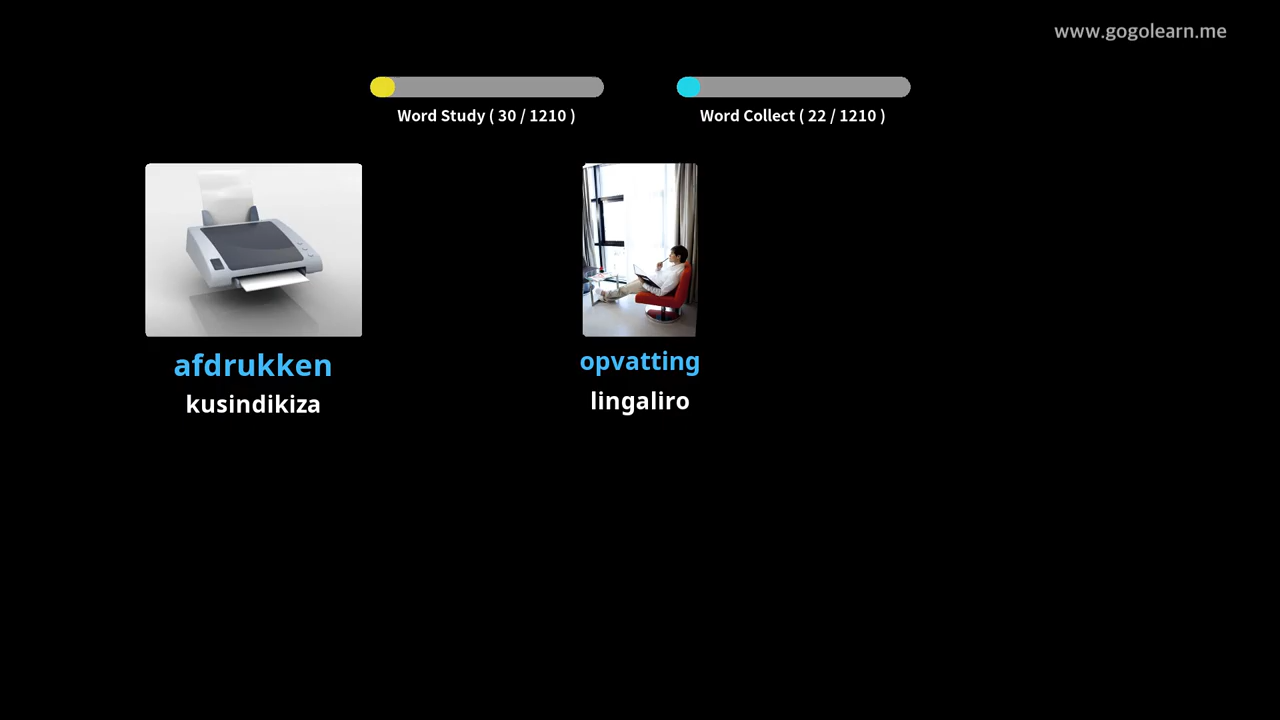 www.gogolearn.me
Word Study ( 30 / 1210 )
Word Collect ( 22 / 1210 )
afdrukken
kusindikiza
opvatting
lingaliro